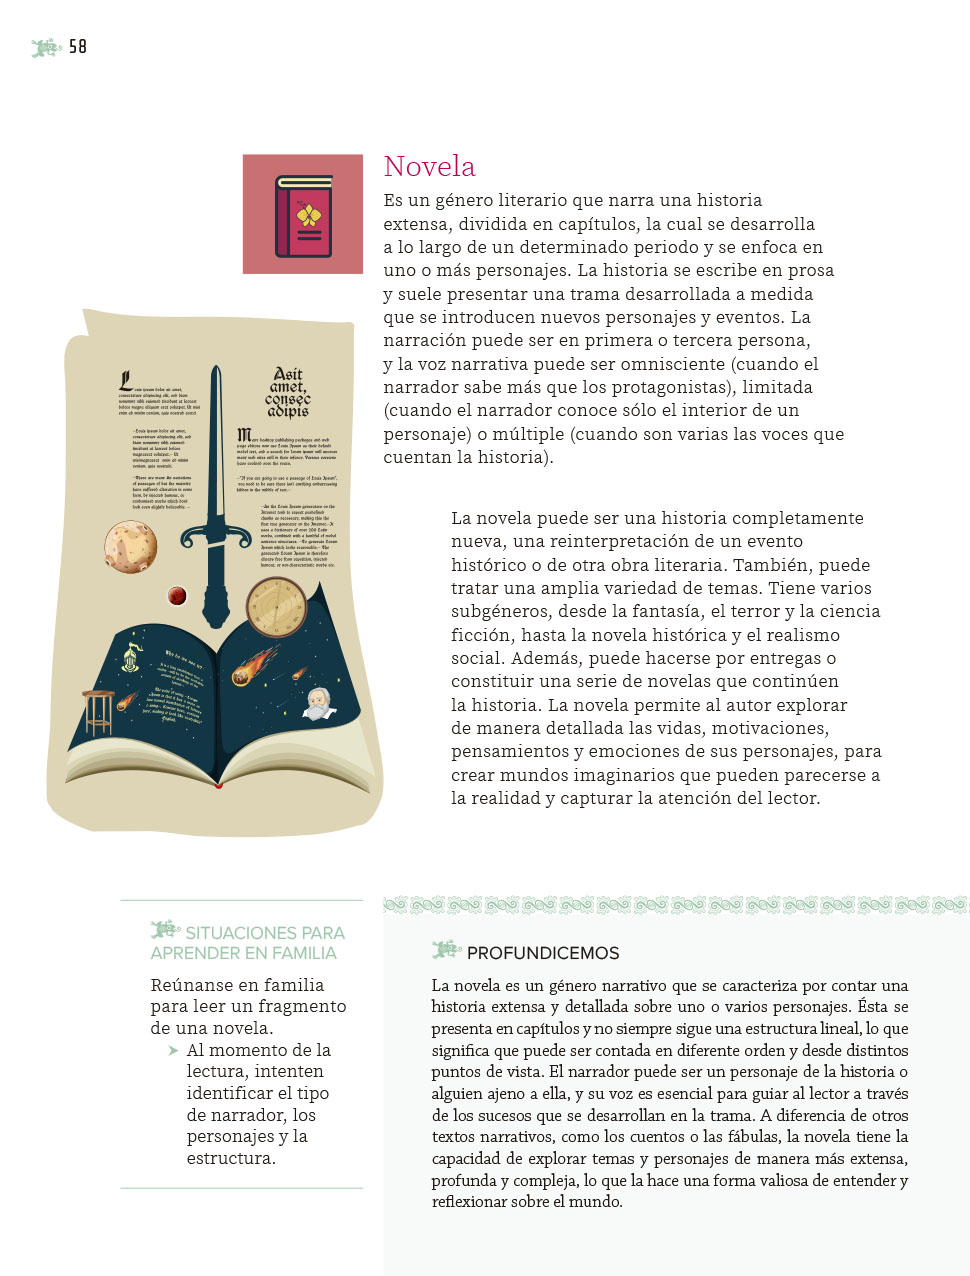 58
Novela
Es un género literario que narra una historia
extensa, dividida en capítulos, la cual se desarrolla
a lo largo de un determinado periodo y se enfoca en
uno o más personajes. La historia se escribe en prosa
y suele presentar una trama desarrollada a medida
que se introducen nuevos personajes y eventos. La
narración puede ser en primera o tercera persona,
y la voz narrativa puede ser omnisciente (cuando el
narrador sabe más que los protagonistas), limitada
(cuando el narrador conoce sólo el interior de un
personaje) o múltiple (cuando son varias las voces que
cuentan la historia).
Asit
amet,
consec
adipis
La novela puede ser una historia completamente
nueva, una reinterpretación de un evento
histórico o de otra obra literaria. También, puede
tratar una amplia variedad de temas. Tiene varios
subgéneros, desde la fantasía, el terror y la ciencia
ficción, hasta la novela histórica y el realismo
social. Además, puede hacerse por entregas o
constituir una serie de novelas que continúen
la historia. La novela permite al autor explorar
de manera detallada las vidas, motivaciones,
pensamientos y emociones de sus personajes, para
crear mundos imaginarios que pueden parecerse a
la realidad y capturar la atención del lector.
SITUACIONES PARA
APRENDER EN FAMILIA
Reúnanse en familia
para leer un fragmento
de una novela.
Al momento de la
lectura, intenten
identificar el tipo
de narrador, los
personajes y la
estructura.
PROFUNDICEMOS
La novela es un género narrativo que se caracteriza por contar una
historia extensa y detallada sobre uno o varios personajes. Ésta se
presenta en capítulos y no siempre sigue una estructura lineal, lo que
significa que puede ser contada en diferente orden y desde distintos
puntos de vista. El narrador puede ser un personaje de la historia o
alguien ajeno a ella, y su voz es esencial para guiar al lector a través
de los sucesos que se desarrollan en la trama. A diferencia de otros
textos narrativos, como los cuentos o las fábulas, la novela tiene la
capacidad de explorar temas y personajes de manera más extensa,
profunda y compleja, lo que la hace una forma valiosa de entender y
reflexionar sobre el mundo.